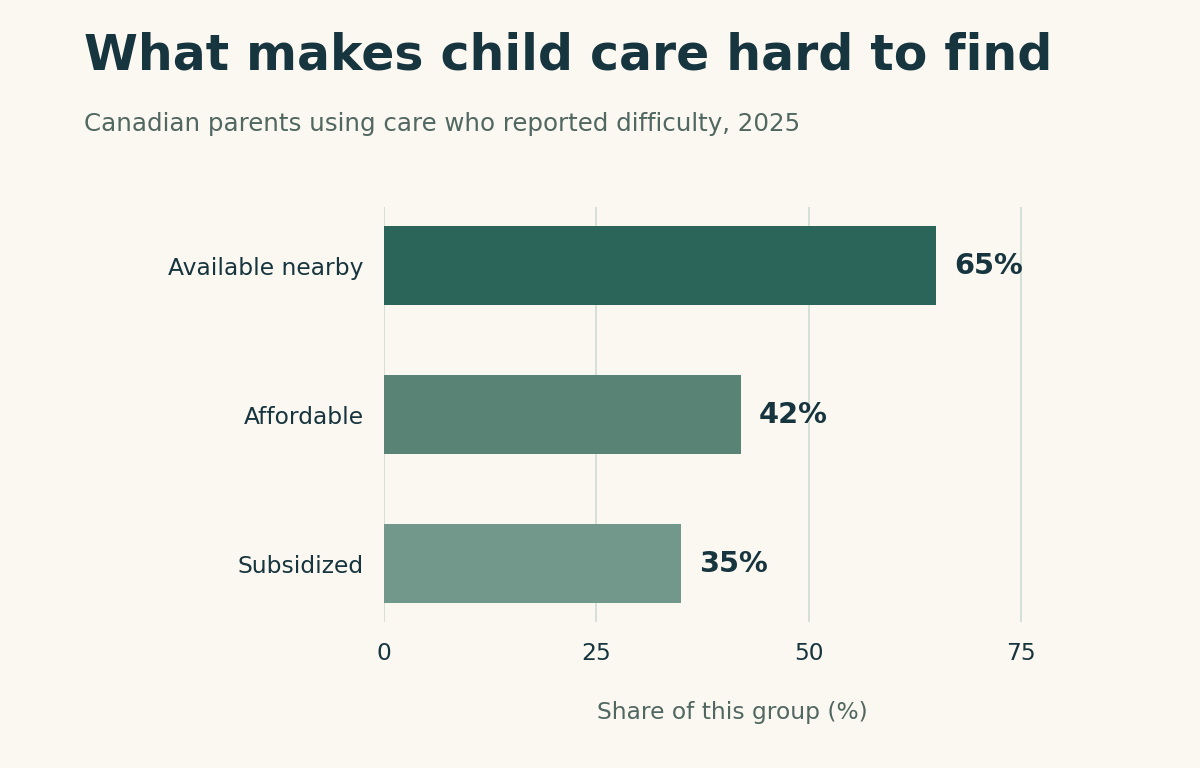 What makes child care hard to find
Canadian parents using care who reported difficulty, 2025
Available nearby
65%
Affordable
42%
Subsidized
35%
0 25 50 75
Share of this group (%)